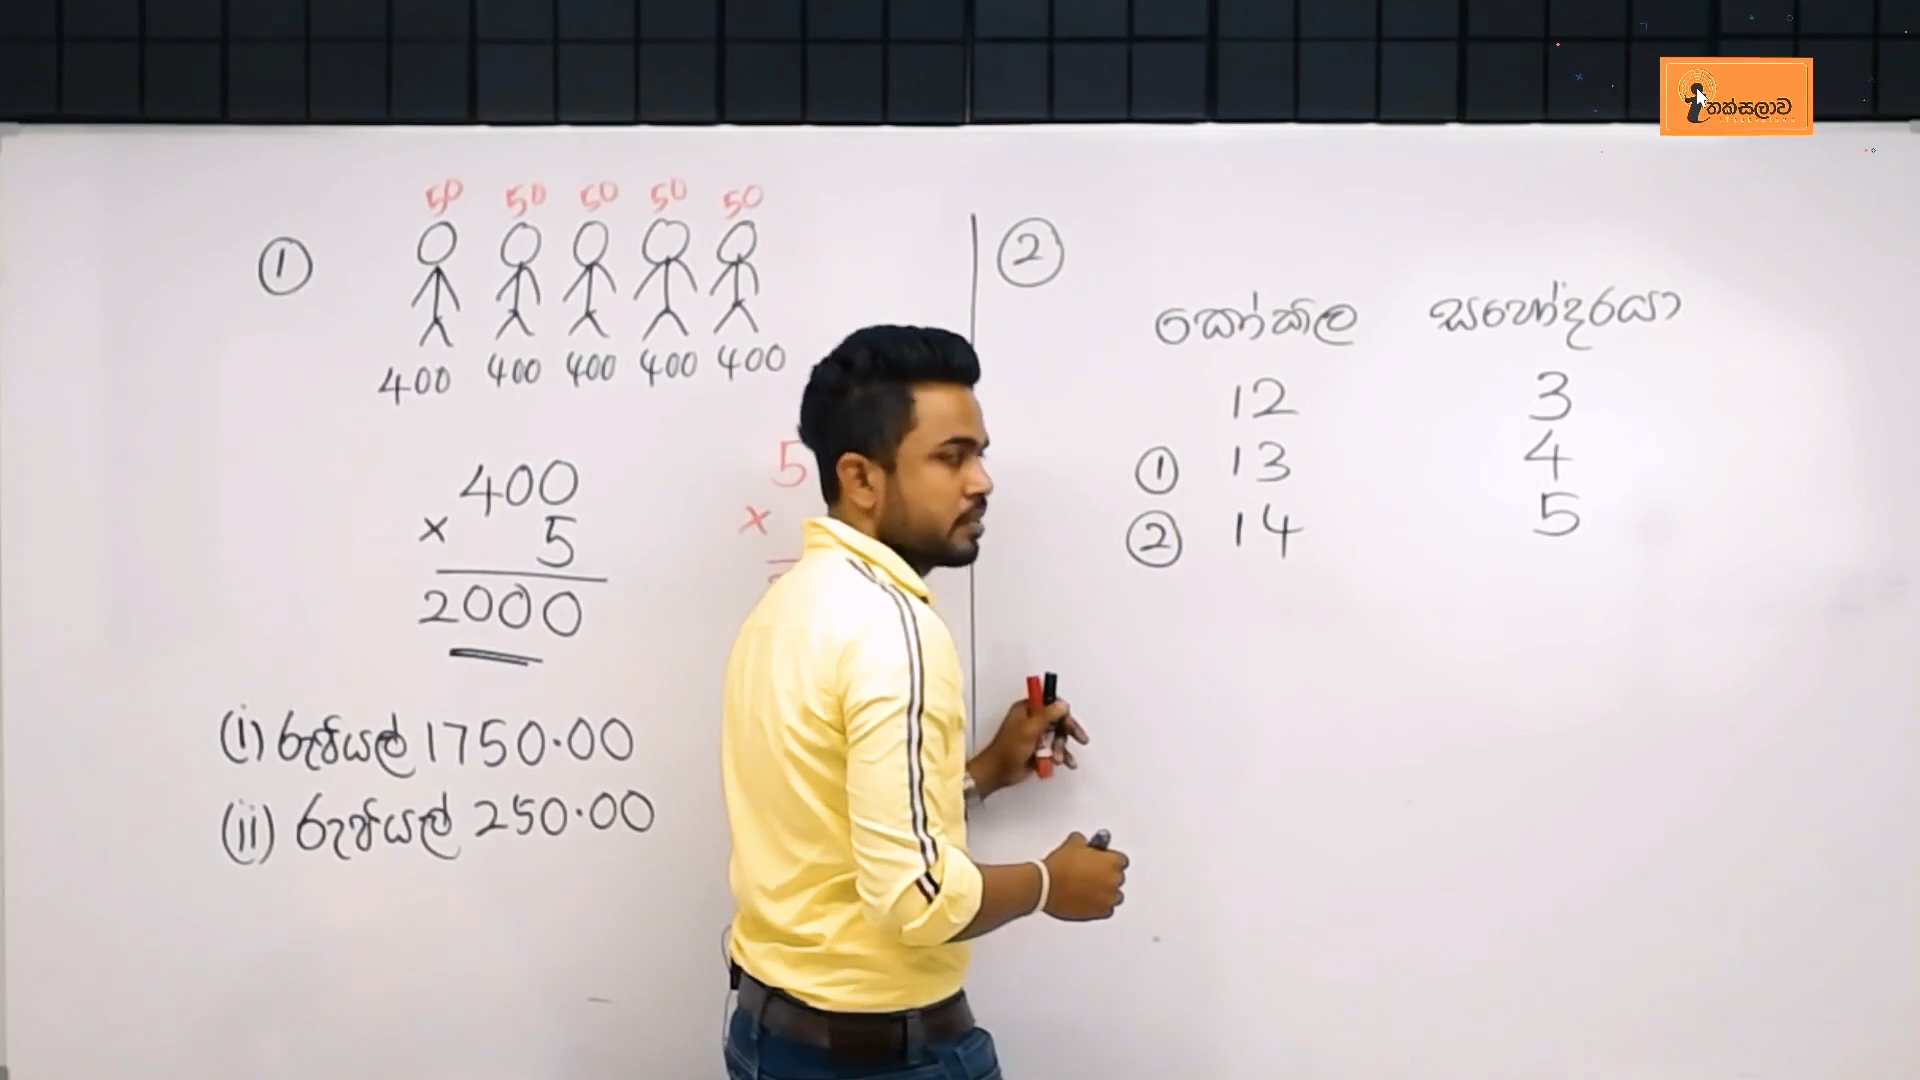 තක්සලාව
①
50 50 50 50 50
400 400 400 400 400
400
× 5
2000
5
×
(i) රුපියල් 1750.00
(ii) රුපියල් 250.00
②
කෝකිල සහෝදරයා
12 3
① 13 4
② 14 5